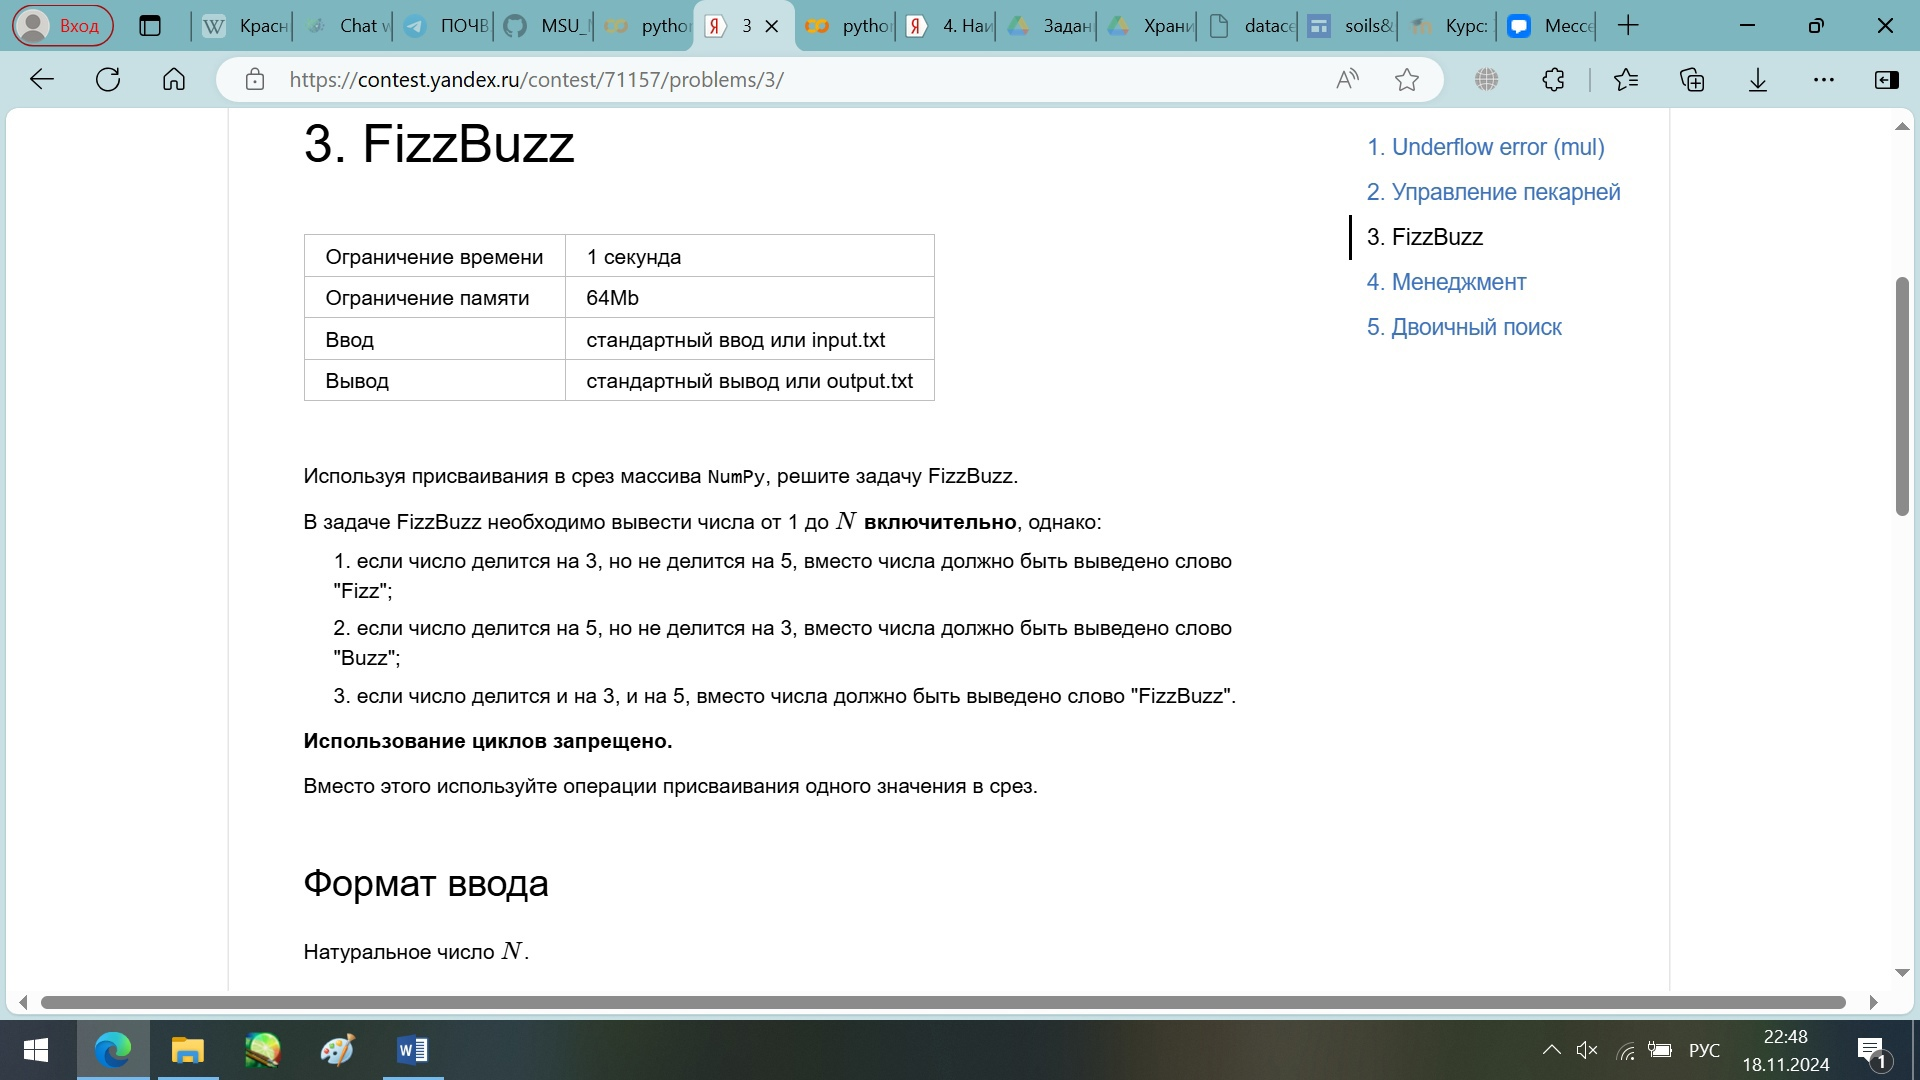 Вход
Красн
Chat w
ПОЧВ
MSU_
pythor
3
pythor
4. Наи
Задан
Храни
datace
soils&
Курс:
Мессе
https://contest.yandex.ru/contest/71157/problems/3/
3. FizzBuzz
1. Underflow error (mul)
2. Управление пекарней
3. FizzBuzz
4. Менеджмент
5. Двоичный поиск
Ограничение времени 1 секунда
Ограничение памяти 64Mb
Ввод стандартный ввод или input.txt
Вывод стандартный вывод или output.txt
Используя присваивания в срез массива NumPy, решите задачу FizzBuzz.
В задаче FizzBuzz необходимо вывести числа от 1 до N включительно, однако:
1. если число делится на 3, но не делится на 5, вместо числа должно быть выведено слово
"Fizz";
2. если число делится на 5, но не делится на 3, вместо числа должно быть выведено слово
"Buzz";
3. если число делится и на 3, и на 5, вместо числа должно быть выведено слово "FizzBuzz".
Использование циклов запрещено.
Вместо этого используйте операции присваивания одного значения в срез.
Формат ввода
Натуральное число N.
РУС
22:48
18.11.2024
1